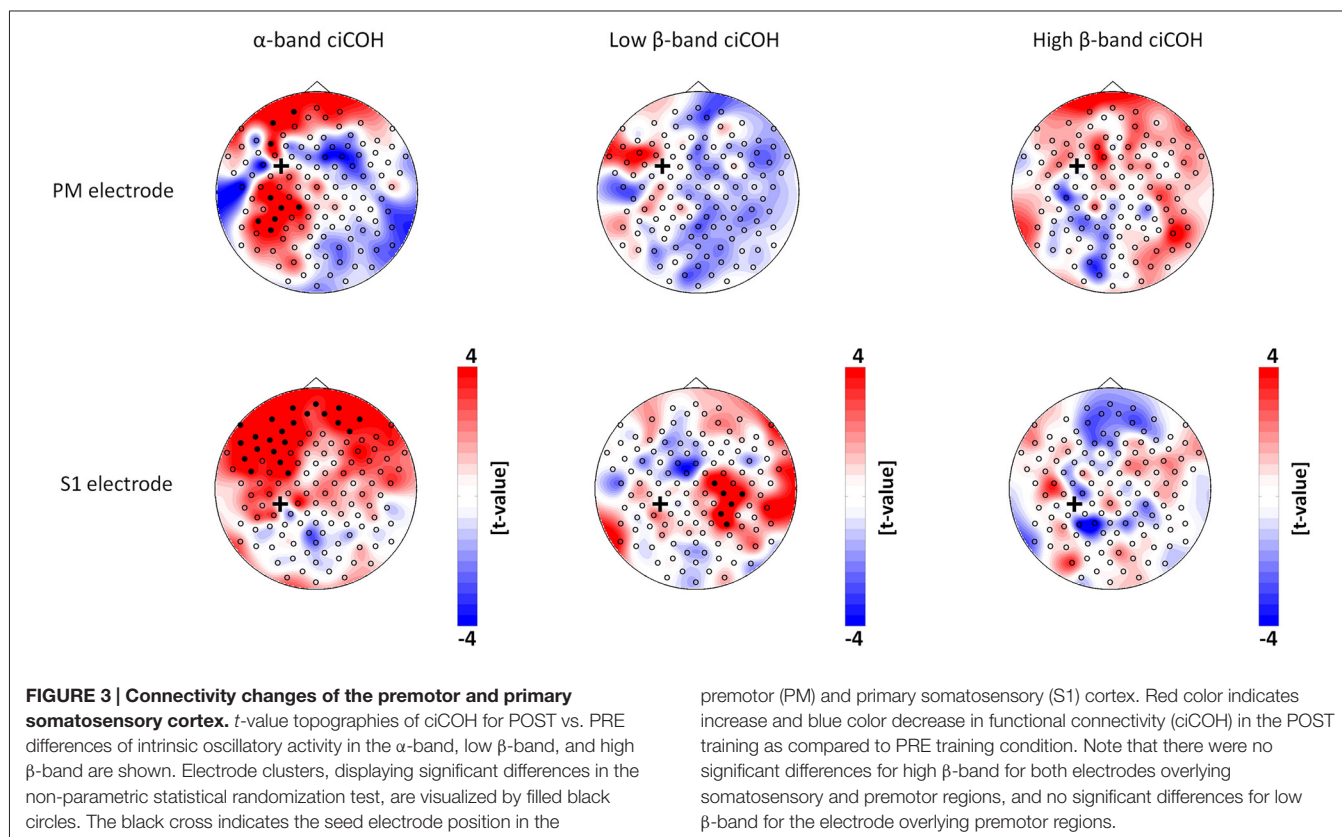 α-band ciCOH
Low β-band ciCOH
High β-band ciCOH
PM electrode
4
4
4
S1 electrode
[t-value]
[t-value]
[t-value]
-4
-4
-4
FIGURE 3 | Connectivity changes of the premotor and primary
somatosensory cortex. t-value topographies of ciCOH for POST vs. PRE
differences of intrinsic oscillatory activity in the α-band, low β-band, and high
β-band are shown. Electrode clusters, displaying significant differences in the
non-parametric statistical randomization test, are visualized by filled black
circles. The black cross indicates the seed electrode position in the
premotor (PM) and primary somatosensory (S1) cortex. Red color indicates
increase and blue color decrease in functional connectivity (ciCOH) in the POST
training as compared to PRE training condition. Note that there were no
significant differences for high β-band for both electrodes overlying
somatosensory and premotor regions, and no significant differences for low
β-band for the electrode overlying premotor regions.